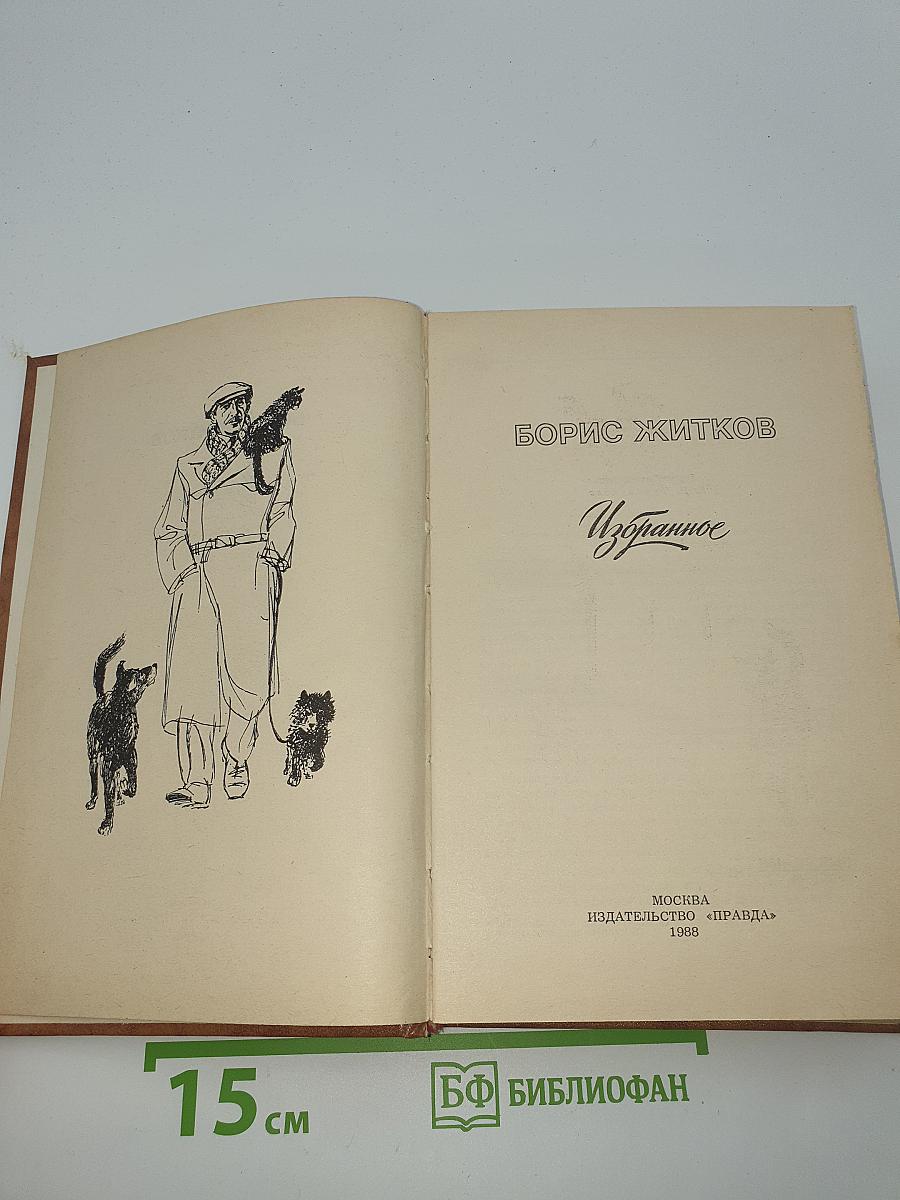 БОРИС ЖИТКОВ
Избранное
МОСКВА
ИЗДАТЕЛЬСТВО «ПРАВДА»
1988
15 см
БФ БИБЛИОФАН